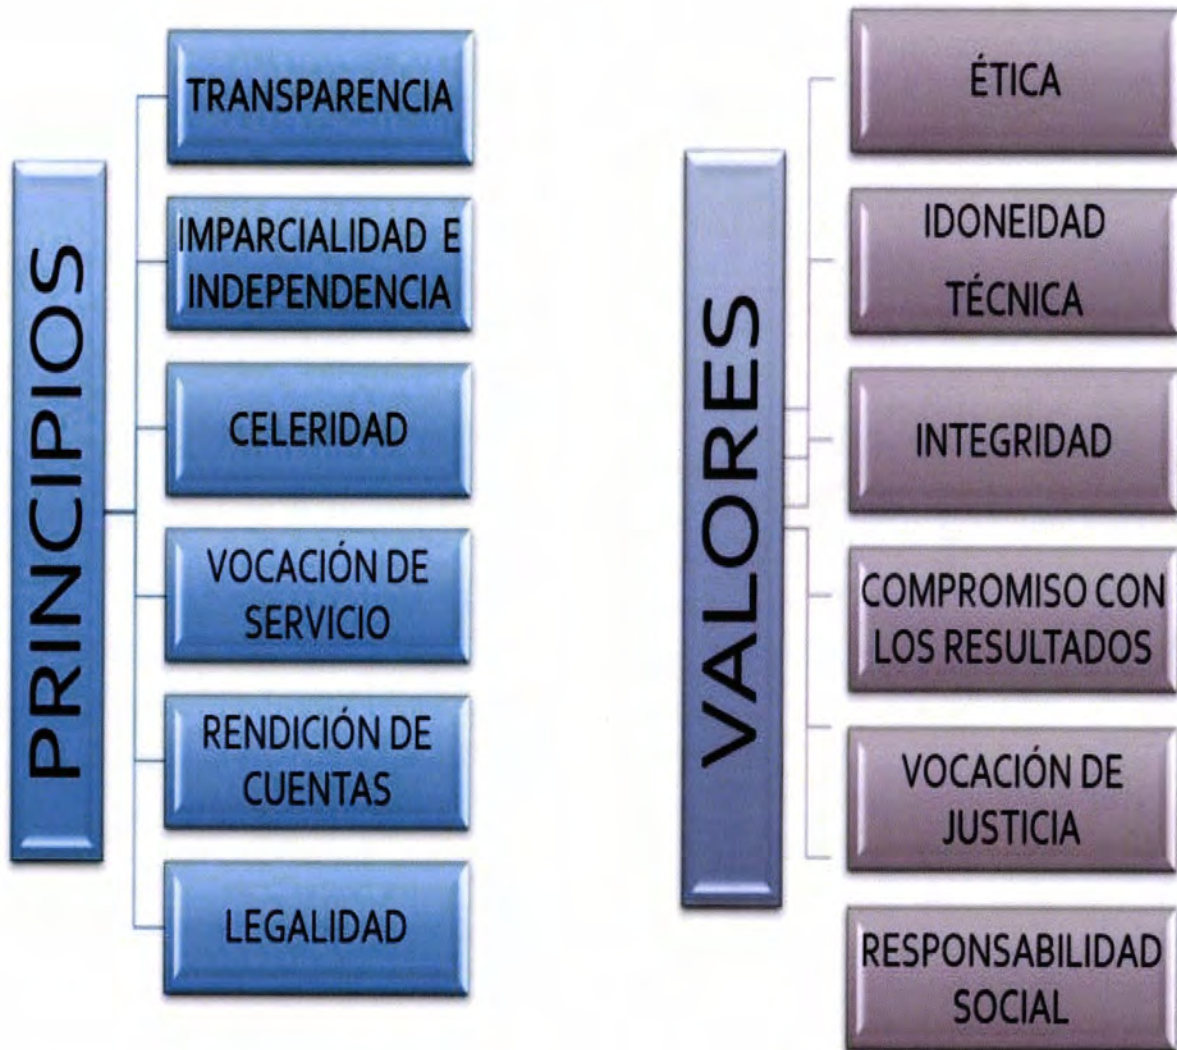 PRINCIPIOS
TRANSPARENCIA
IMPARCIALIDAD E
INDEPENDENCIA
CELERIDAD
VOCACIÓN DE
SERVICIO
RENDICIÓN DE
CUENTAS
LEGALIDAD
VALORES
ÉTICA
IDONEIDAD
TÉCNICA
INTEGRIDAD
COMPROMISO CON
LOS RESULTADOS
VOCACIÓN DE
JUSTICIA
RESPONSABILIDAD
SOCIAL